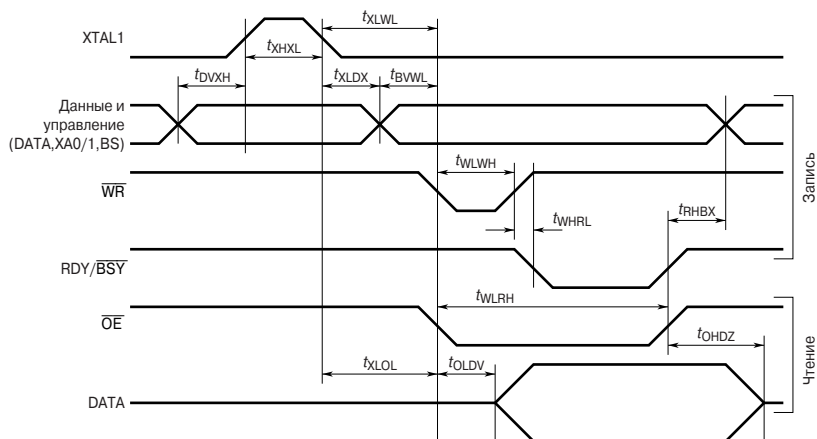 XTAL1
tXLWL
tXHXL
tDVXH
tXLDX
tBVWL
Данные и
управление
(DATA,XA0/1,BS)
tWLWH
WR
tWHRL
tRHBX
Запись
RDY/BSY
tWLRH
OE
tOHDZ
tXLOL
tOLDV
Чтение
DATA